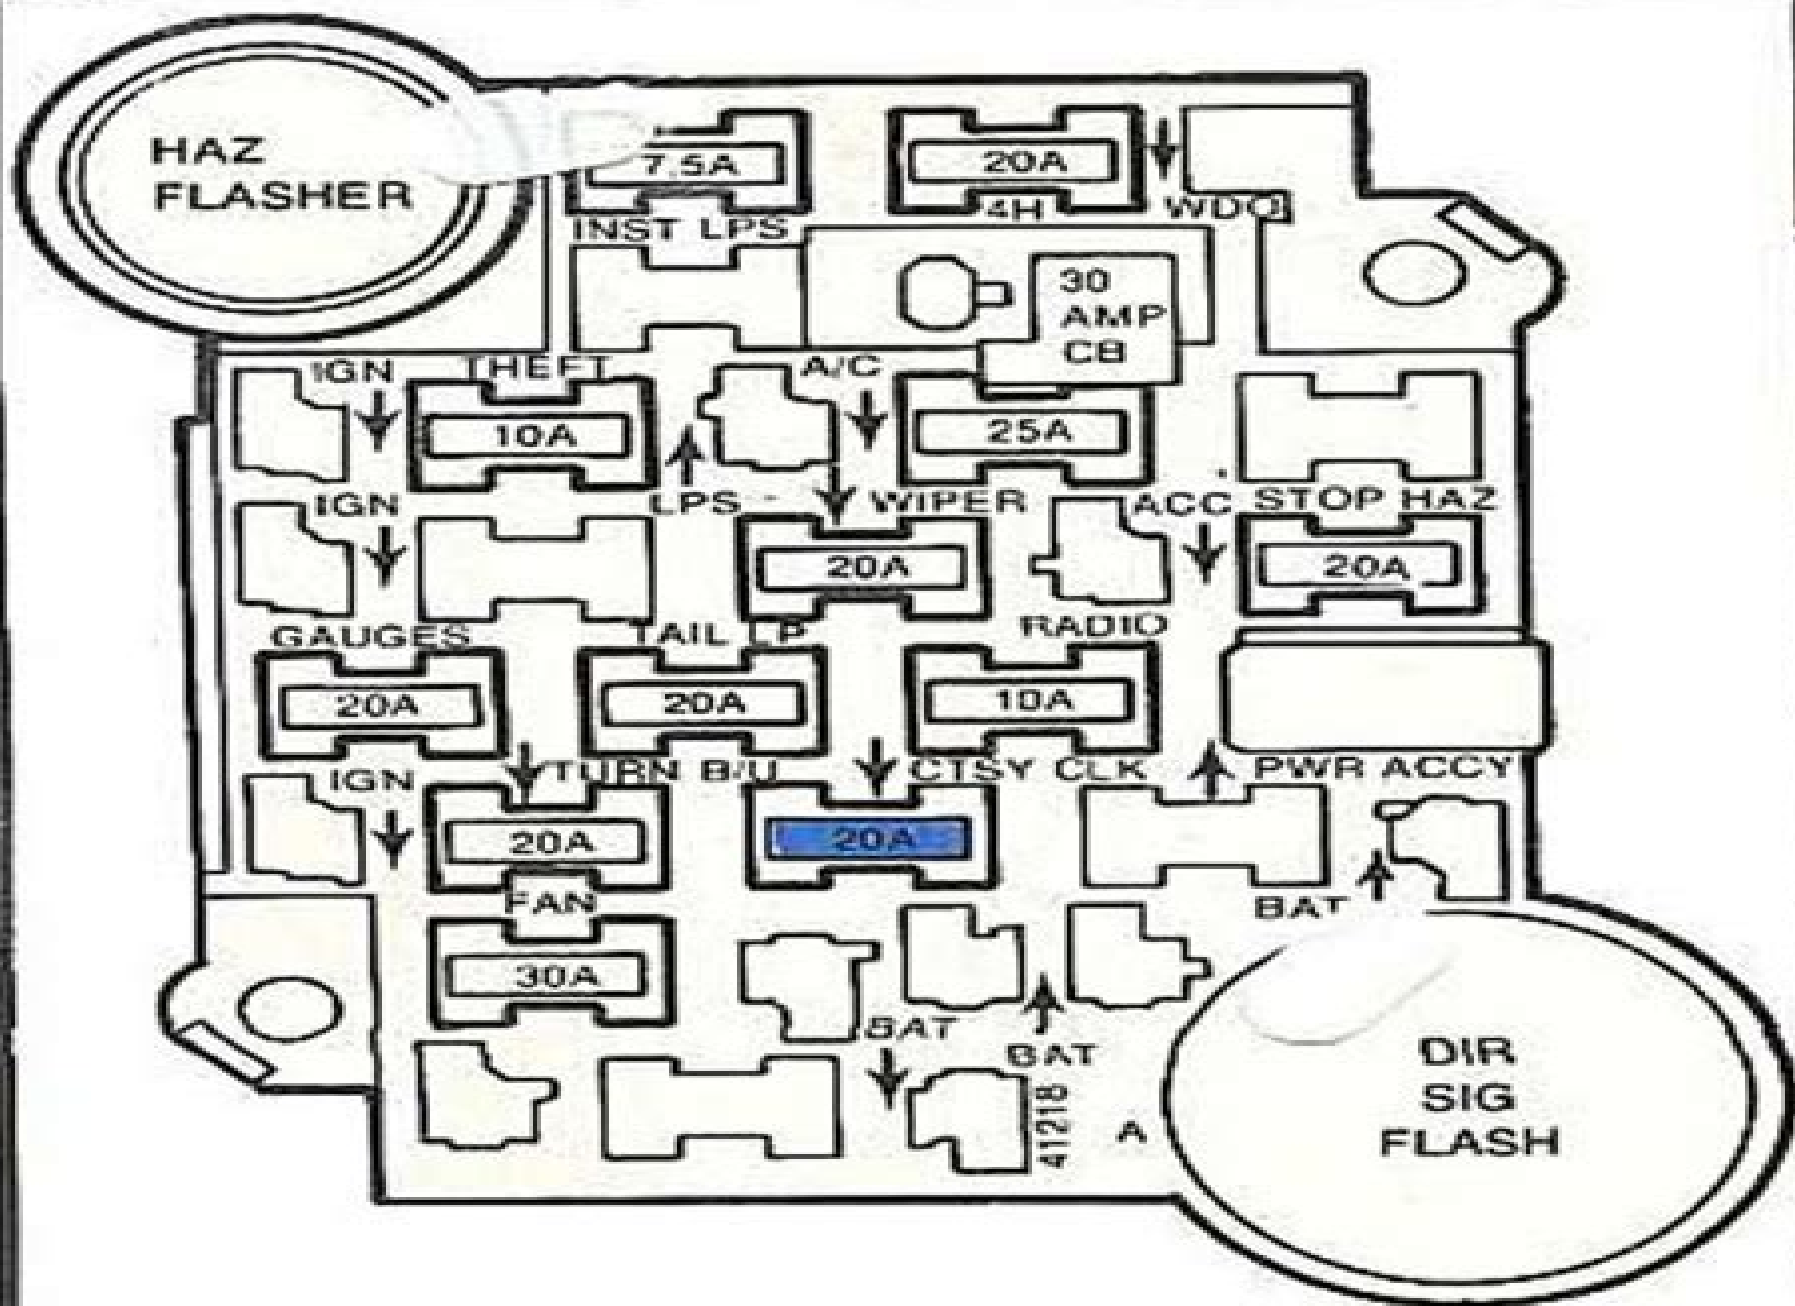 HAZ
FLASHER
7.5A
20A
INST LPS
4H
30
AMP
CB
IGN
THEFT
A/C
10A
25A
IGN
LPS
WIPER
ACC
STOP HAZ
20A
20A
GAUGES
TAIL LP
RADIO
20A
20A
10A
IGN
TURN B/U
CTSY CLK
PWR ACCY
20A
20A
FAN
BAT
30A
BAT
BAT
41218
A
DIR
SIG
FLASH